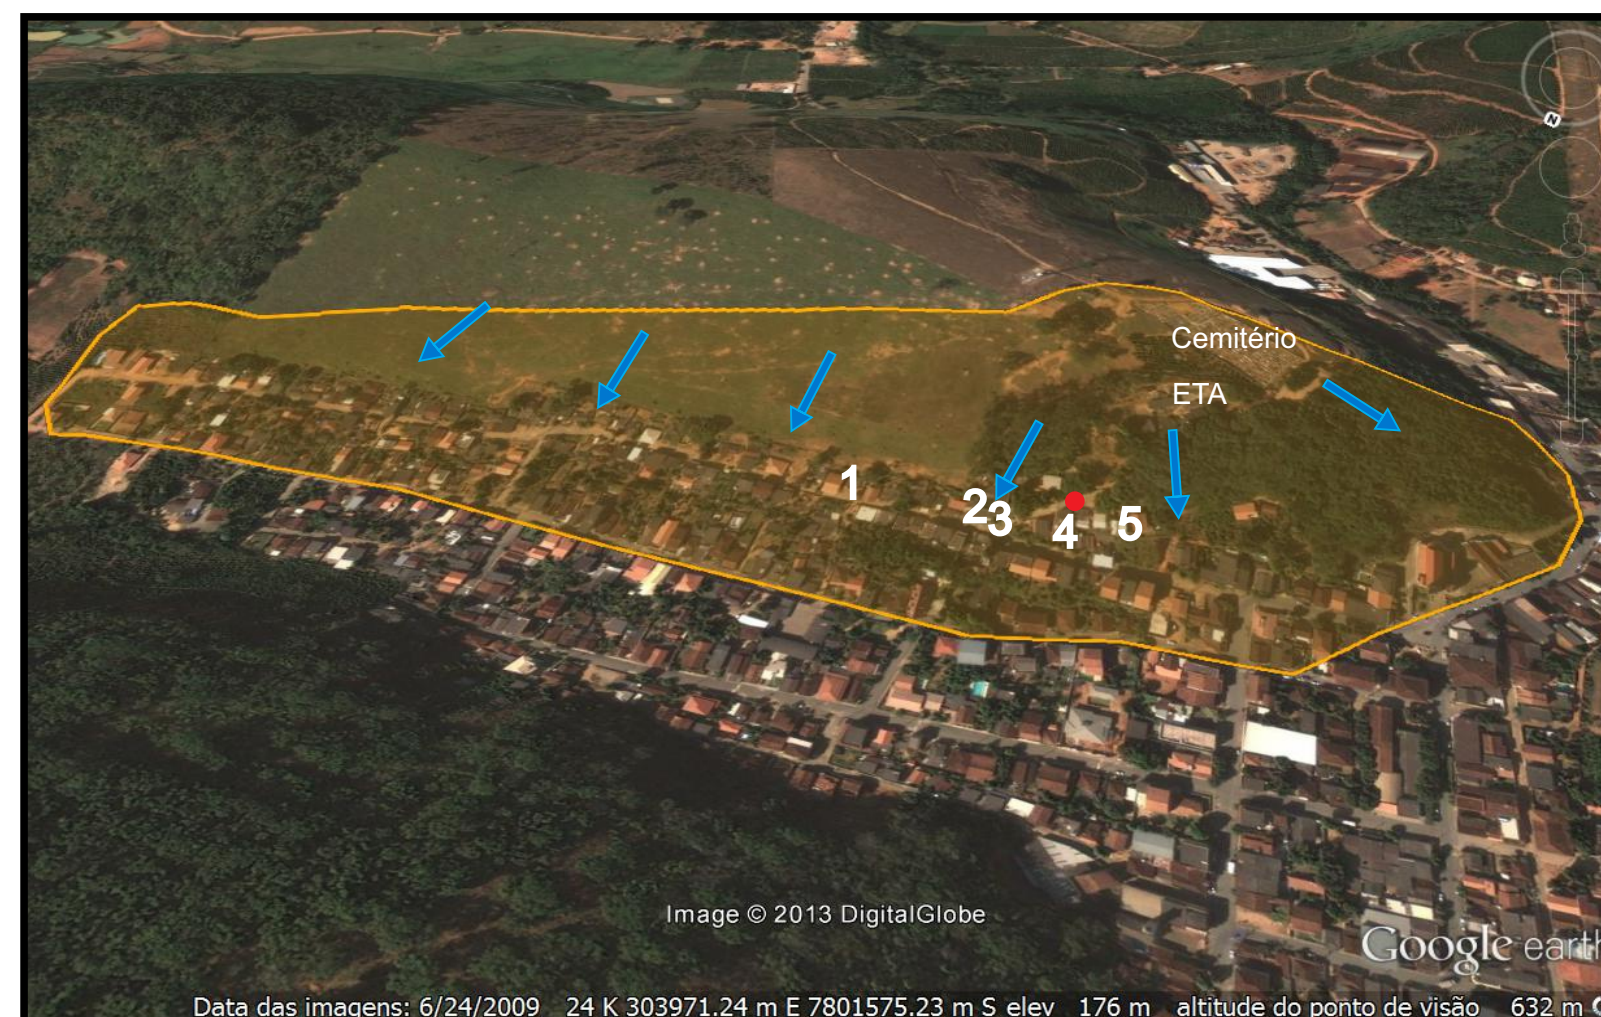 N
Cemitério
ETA
1
2
3
4
5
Image © 2013 DigitalGlobe
Google earth
Data das imagens: 6/24/2009 24 K 303971.24 m E 7801575.23 m S elev 176 m altitude do ponto de visão 632 m